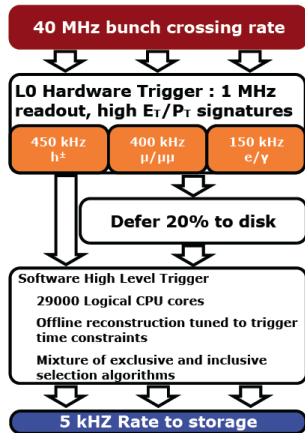 40 MHz bunch crossing rate
L0 Hardware Trigger : 1 MHz
readout, high Eᴛ/Pᴛ signatures
450 kHz
h±
400 kHz
μ/μμ
150 kHz
e/γ
Defer 20% to disk
Software High Level Trigger
29000 Logical CPU cores
Offline reconstruction tuned to trigger
time constraints
Mixture of exclusive and inclusive
selection algorithms
5 kHZ Rate to storage